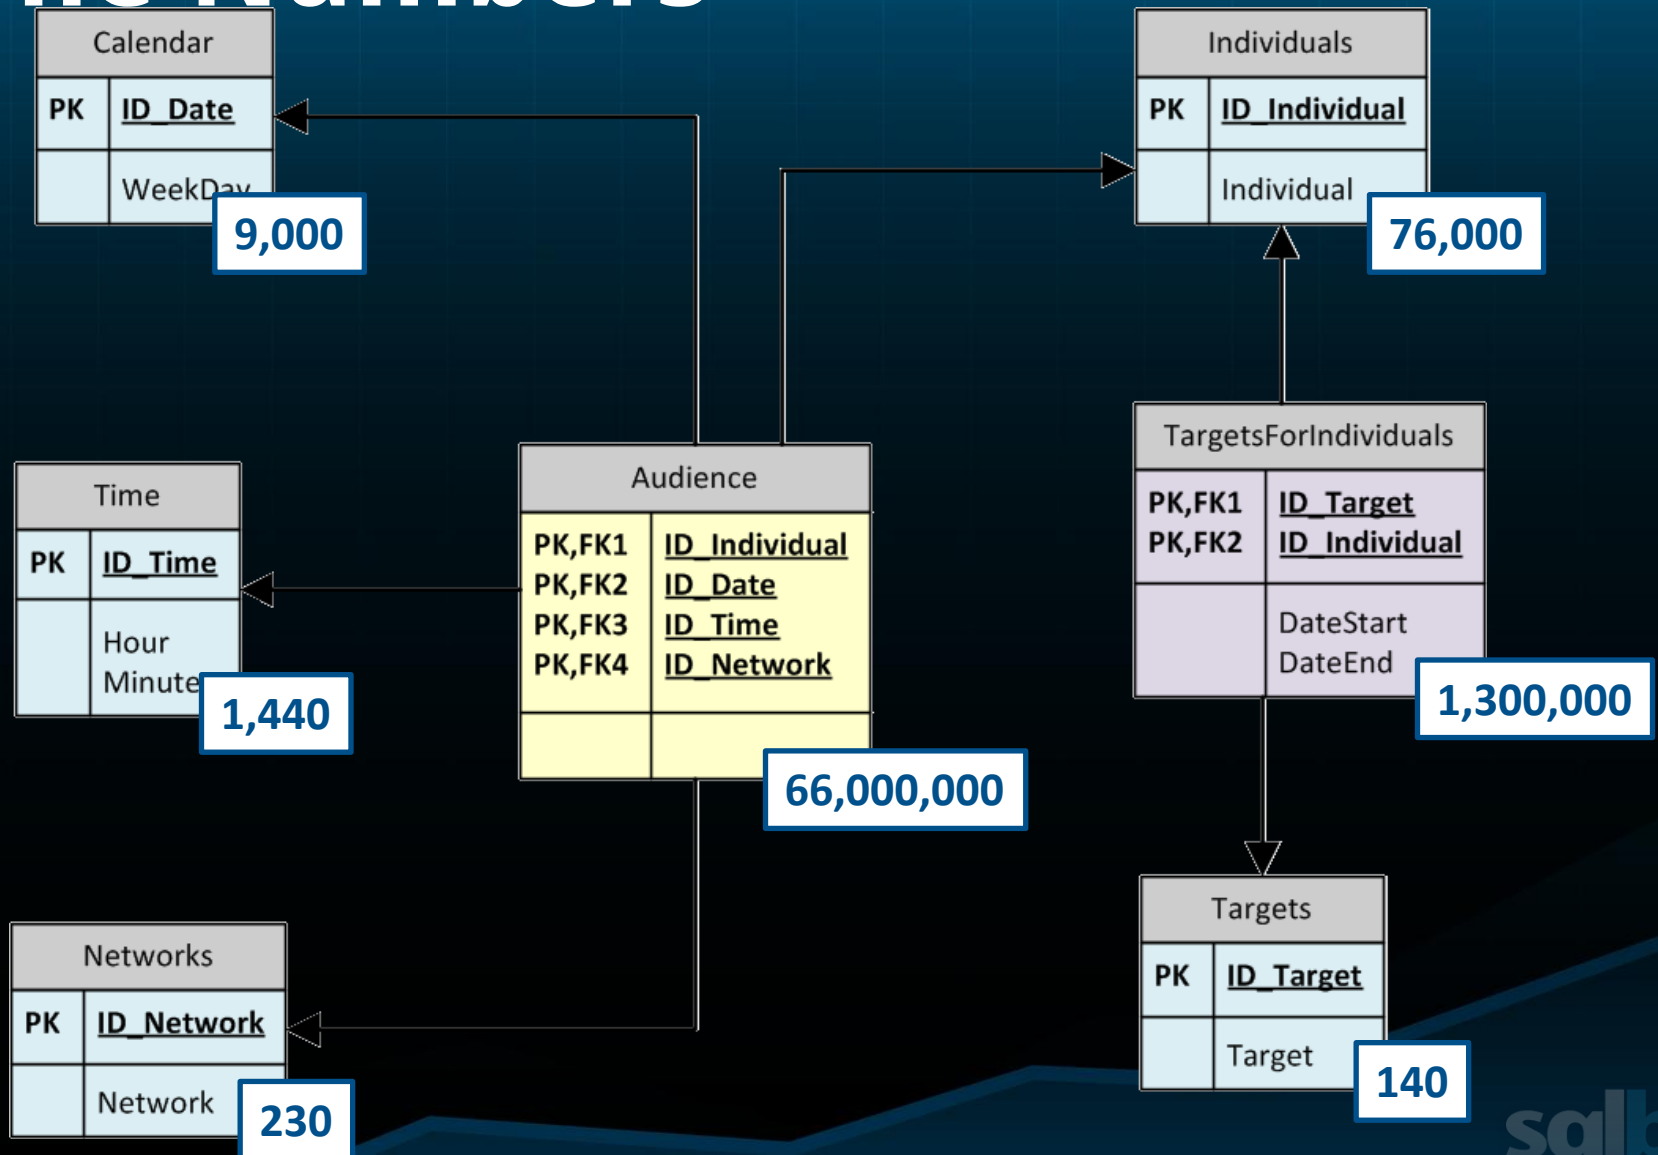 Numbers
Calendar
PK ID_Date
WeekDay
9,000
Individuals
PK ID_Individual
Individual
76,000
Time
PK ID_Time
Hour
Minute
1,440
Audience
PK,FK1 ID_Individual
PK,FK2 ID_Date
PK,FK3 ID_Time
PK,FK4 ID_Network
66,000,000
TargetsForIndividuals
PK,FK1 ID_Target
PK,FK2 ID_Individual
DateStart
DateEnd
1,300,000
Networks
PK ID_Network
Network
230
Targets
PK ID_Target
Target
140